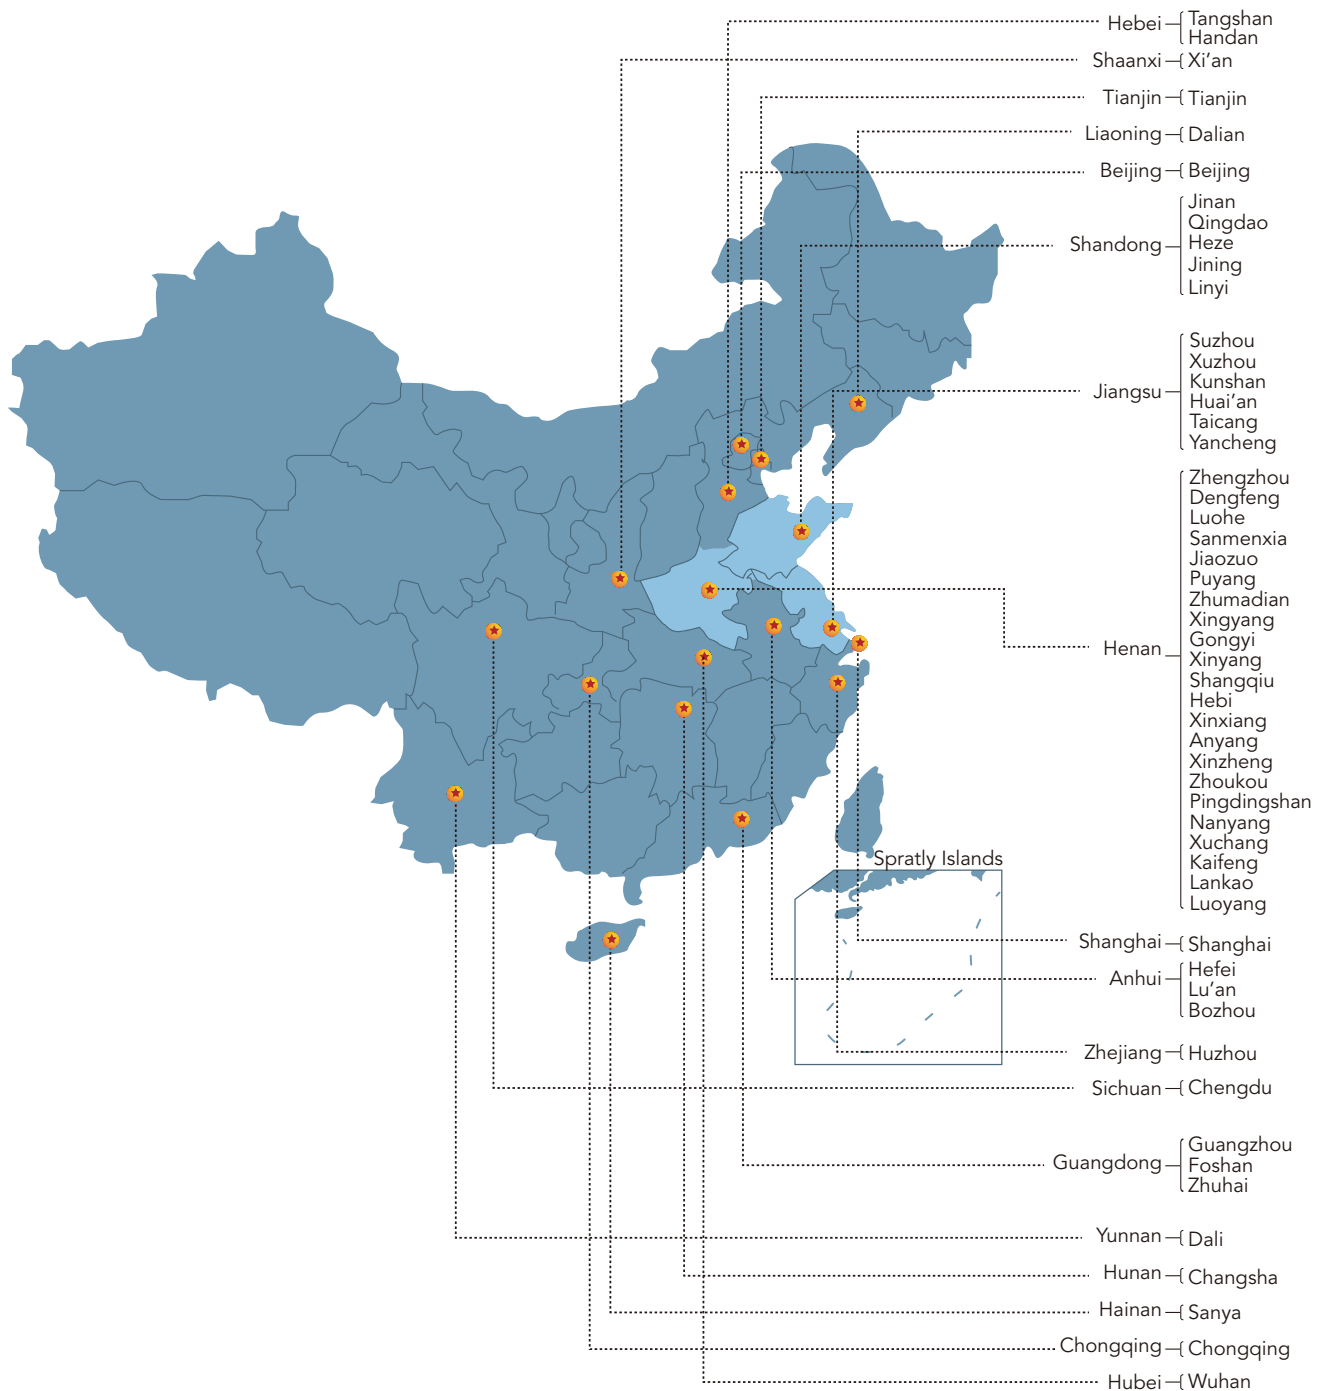 Hebei
Tangshan
Handan
Shaanxi
Xi'an
Tianjin
Tianjin
Liaoning
Dalian
Beijing
Beijing
Shandong
Jinan
Qingdao
Heze
Jining
Linyi
Jiangsu
Suzhou
Xuzhou
Kunshan
Huai'an
Taicang
Yancheng
Henan
Zhengzhou
Dengfeng
Luohe
Sanmenxia
Jiaozuo
Puyang
Zhumadian
Xingyang
Gongyi
Xinyang
Shangqiu
Hebi
Xinxiang
Anyang
Xinzheng
Zhoukou
Pingdingshan
Nanyang
Xuchang
Kaifeng
Lankao
Luoyang
Spratly Islands
Shanghai
Shanghai
Anhui
Hefei
Lu'an
Bozhou
Zhejiang
Huzhou
Sichuan
Chengdu
Guangdong
Guangzhou
Foshan
Zhuhai
Yunnan
Dali
Hunan
Changsha
Hainan
Sanya
Chongqing
Chongqing
Hubei
Wuhan